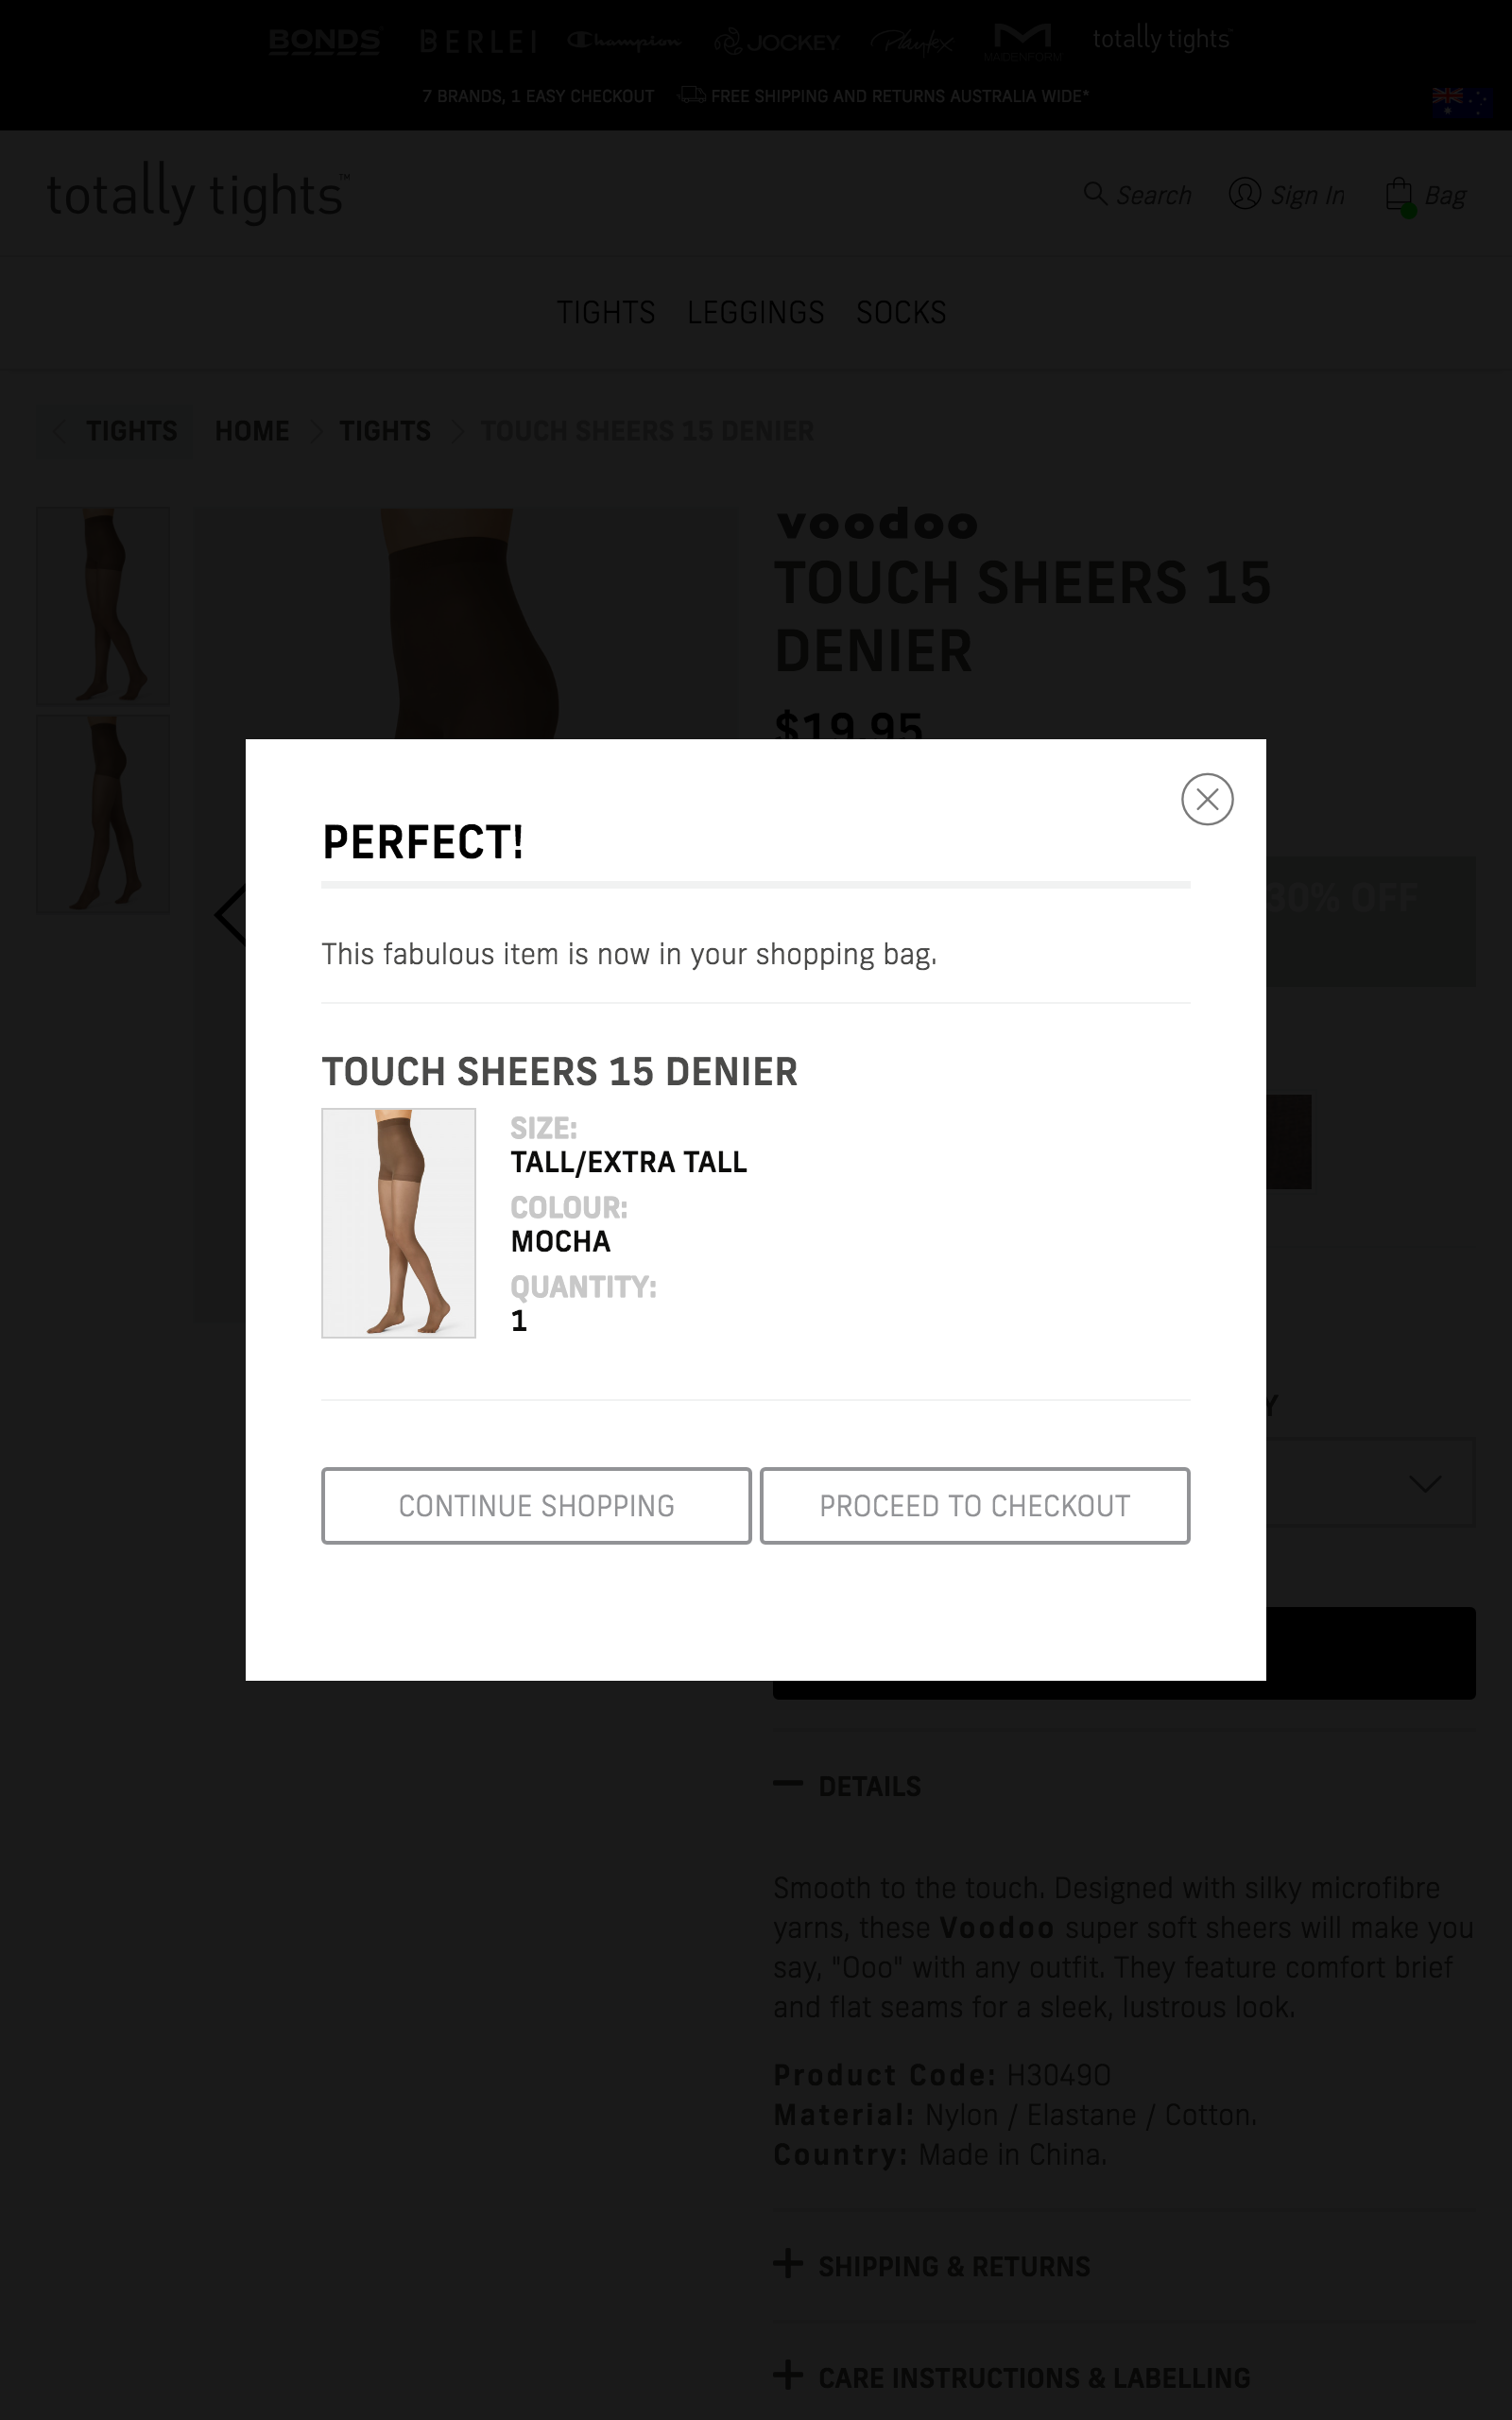 BONDS BERLEI Champion JOCKEY Playtex MAIDENFORM totally tights
7 BRANDS, 1 EASY CHECKOUT FREE SHIPPING AND RETURNS AUSTRALIA WIDE*
totally tights™ Search Sign In Bag
TIGHTS LEGGINGS SOCKS
TIGHTS HOME TIGHTS TOUCH SHEERS 15 DENIER
voodoo
TOUCH SHEERS 15
DENIER
$19.95
30% OFF
PERFECT!
This fabulous item is now in your shopping bag.
TOUCH SHEERS 15 DENIER
SIZE:
TALL/EXTRA TALL
COLOUR:
MOCHA
QUANTITY:
1
CONTINUE SHOPPING PROCEED TO CHECKOUT
DETAILS
Smooth to the touch. Designed with silky microfibre
yarns, these Voodoo super soft sheers will make you
say, "Ooo" with any outfit. They feature comfort brief
and flat seams for a sleek, lustrous look.
Product Code: H3049O
Material: Nylon / Elastane / Cotton.
Country: Made in China.
SHIPPING & RETURNS
CARE INSTRUCTIONS & LABELLING